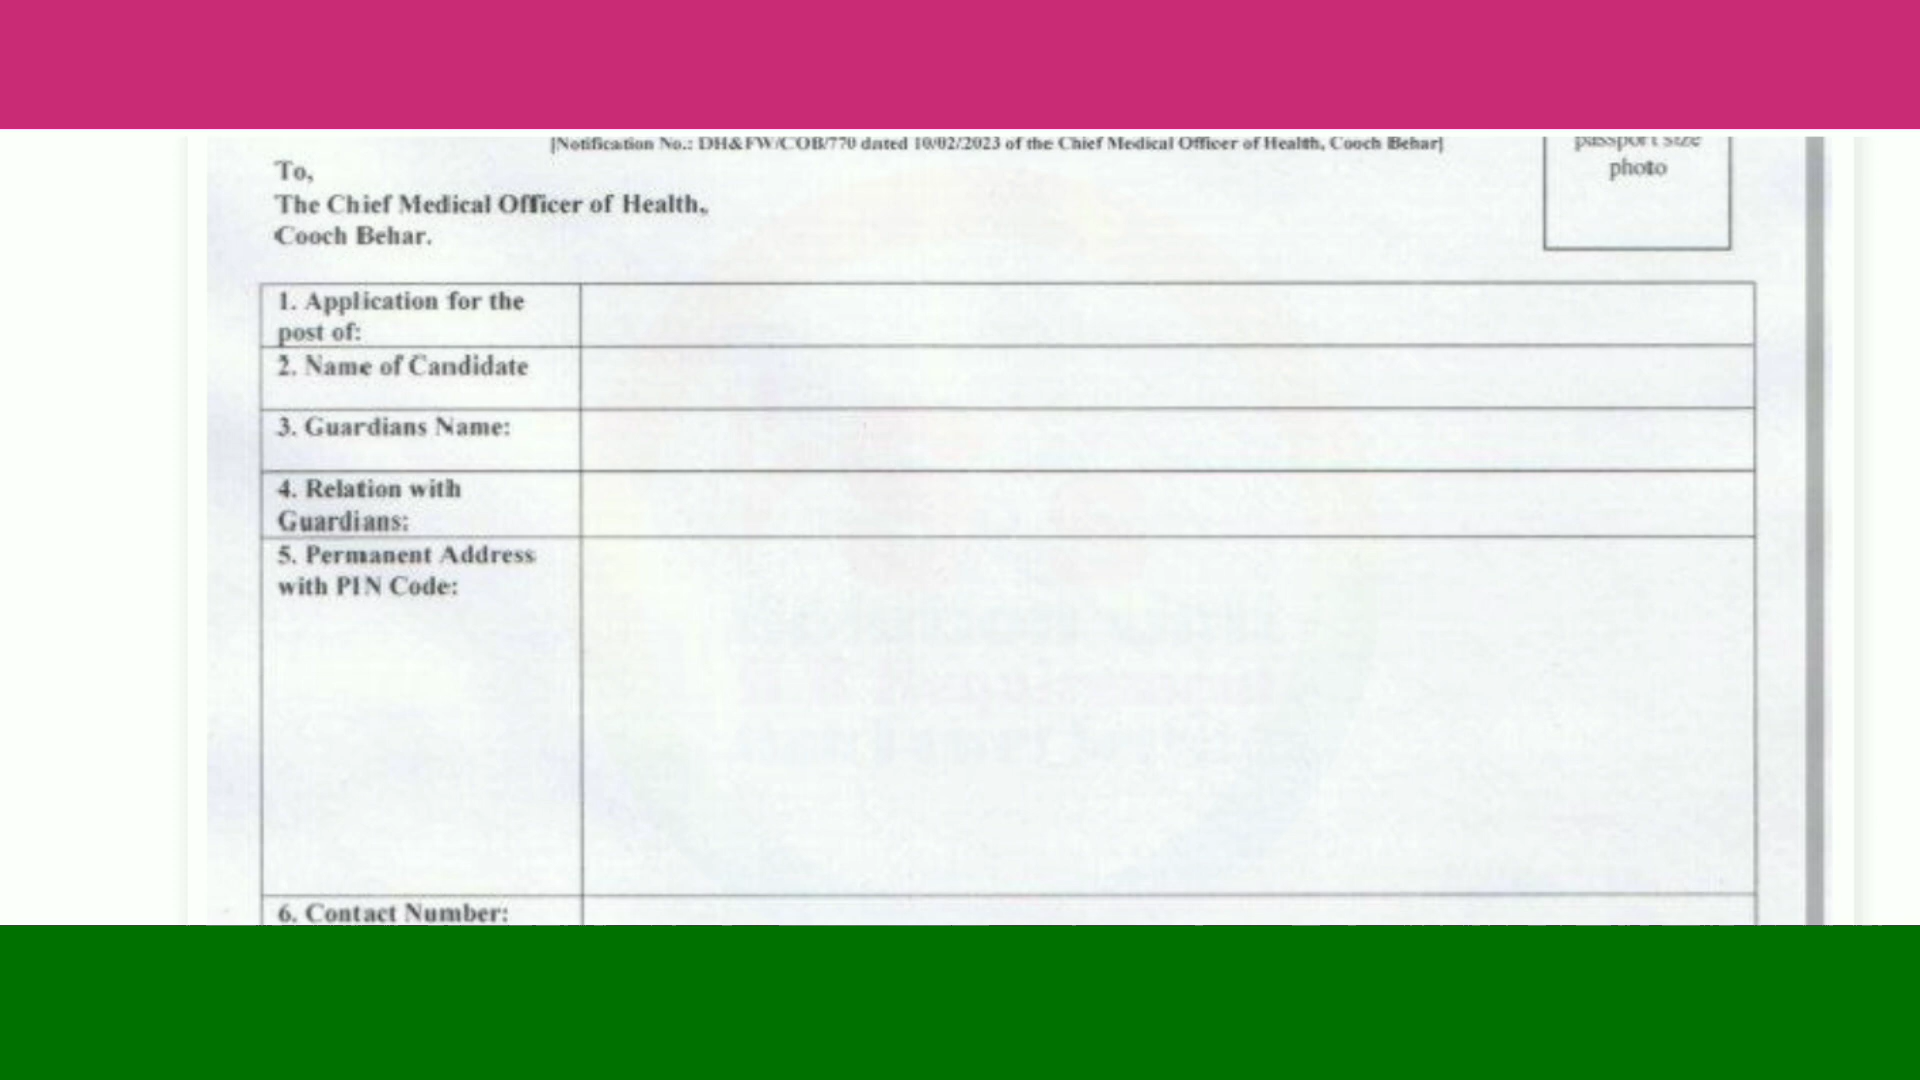 [Notification No.: DH&FW/COB/770 dated 10/02/2023 of the Chief Medical Officer of Health, Cooch Behar]
passport size
photo
To,
The Chief Medical Officer of Health,
Cooch Behar.
1. Application for the
post of:
2. Name of Candidate
3. Guardians Name:
4. Relation with
Guardians:
5. Permanent Address
with PIN Code:
6. Contact Number: